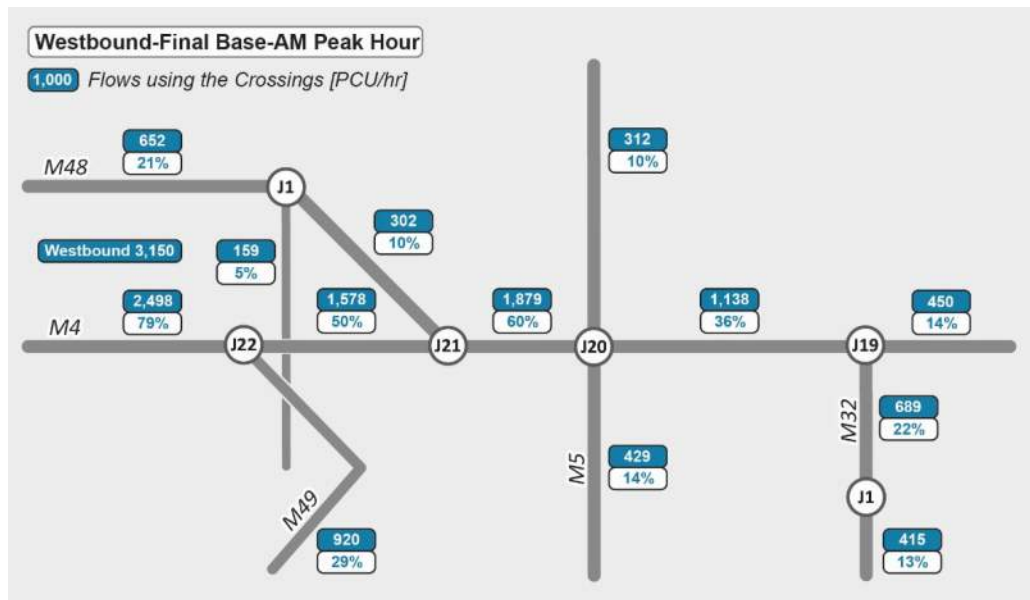 Westbound-Final Base-AM Peak Hour
1,000 Flows using the Crossings [PCU/hr]
652
21%
M48
J1
312
10%
302
10%
Westbound 3,150
159
5%
2,498
79%
M4
J22
1,578
50%
J21
1,879
60%
J20
1,138
36%
J19
450
14%
M32
689
22%
M5
429
14%
J1
M49
920
29%
415
13%